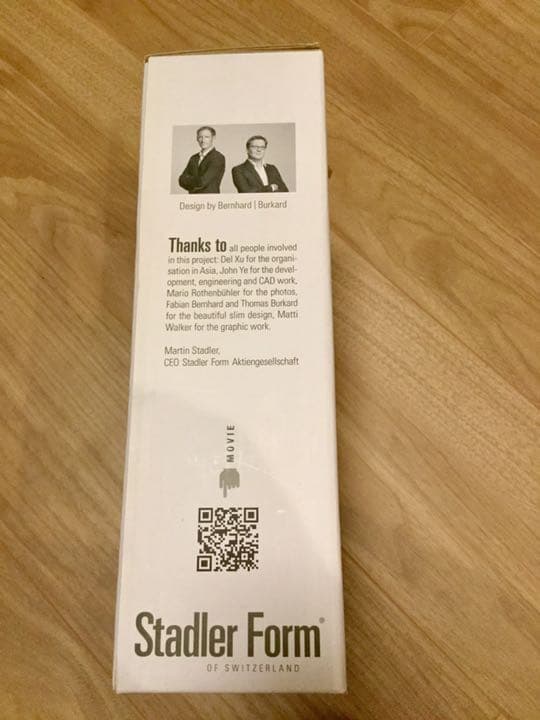 Design by Bernhard | Burkard
Thanks to all people involved
in this project: Del Xu for the organi-
sation in Asia, John Ye for the devel-
opment, engineering and CAD work,
Mario Rothenbühler for the photos,
Fabian Bernhard and Thomas Burkard
for the beautiful slim design, Matti
Walker for the graphic work.
Martin Stadler,
CEO Stadler Form Aktiengesellschaft
MOVIE
Stadler Form®
OF SWITZERLAND